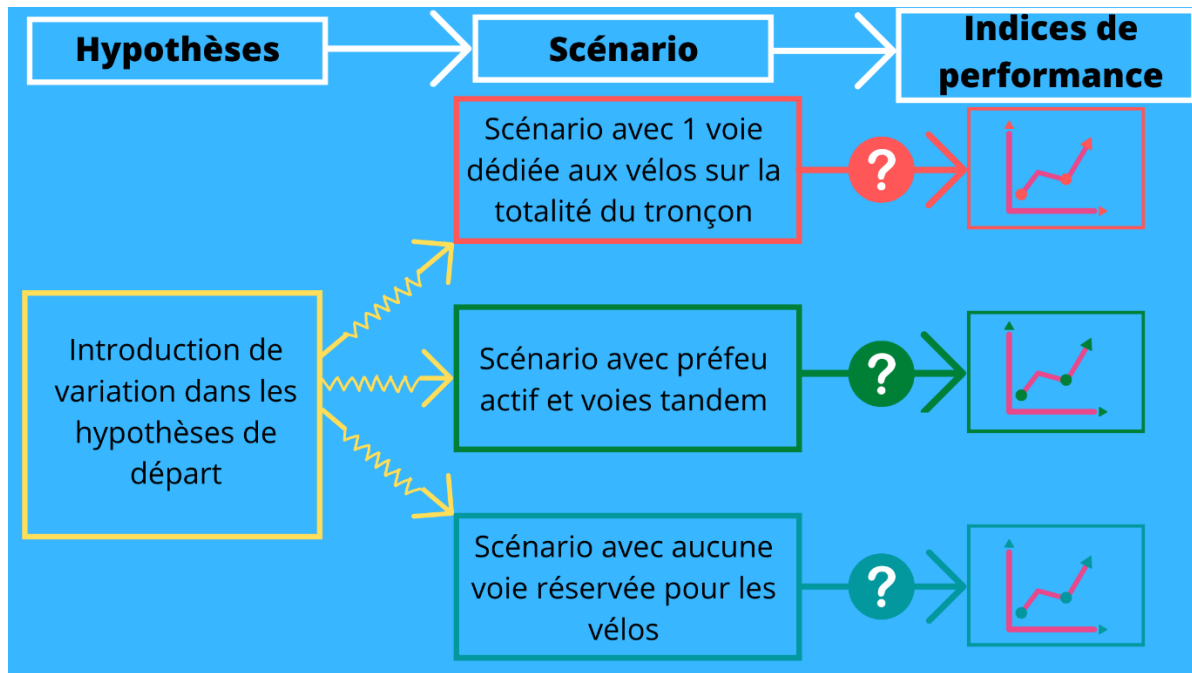 Hypothèses
Scénario
Indices de
performance
Scénario avec 1 voie
dédiée aux vélos sur la
totalité du tronçon
?
Introduction de
variation dans les
hypothèses de
départ
Scénario avec préfeu
actif et voies tandem
?
Scénario avec aucune
voie réservée pour les
vélos
?